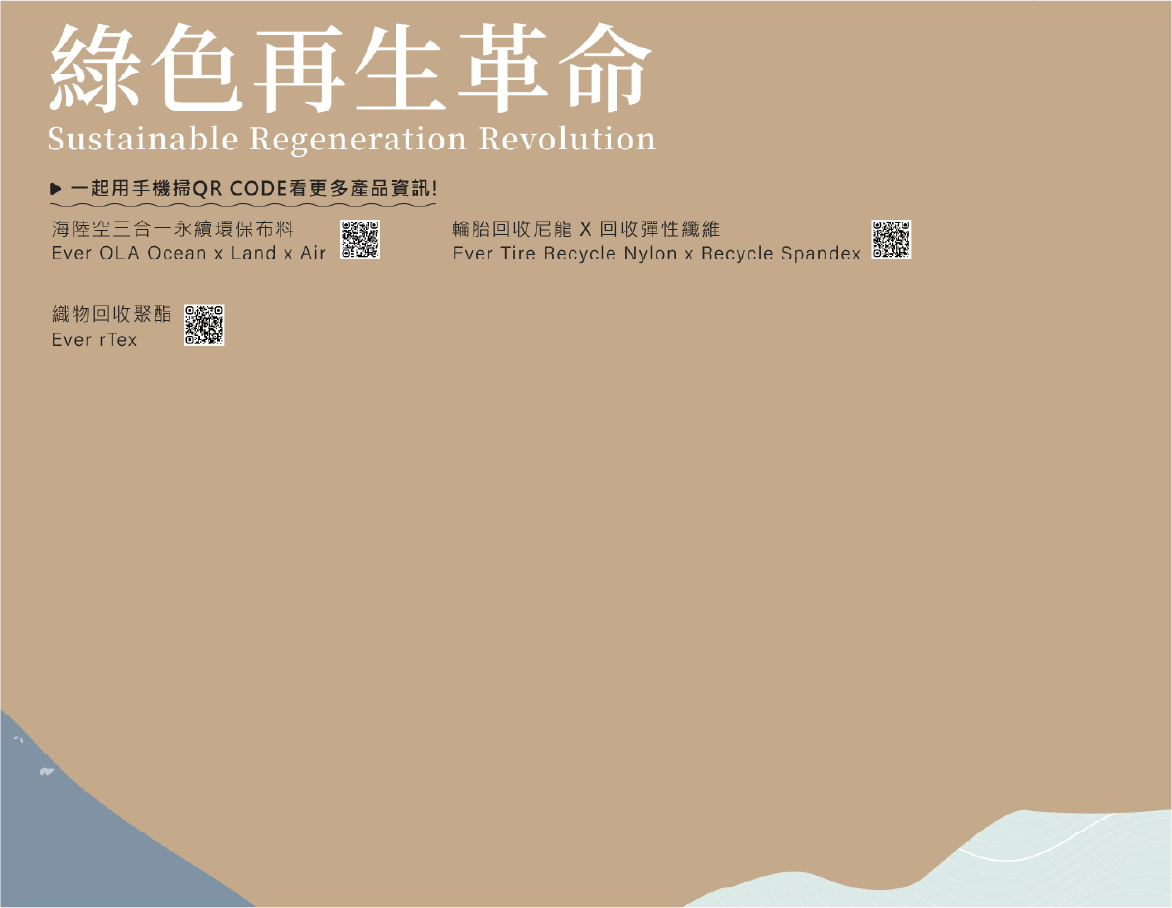 綠色再生革命
Sustainable Regeneration Revolution
一起用手機掃QR CODE看更多產品資訊!
海陸空三合一永續環保布料
Ever OLA Ocean x Land x Air
輪胎回收尼龍 X 回收彈性纖維
Ever Tire Recycle Nylon x Recycle Spandex
織物回收聚酯
Ever rTex